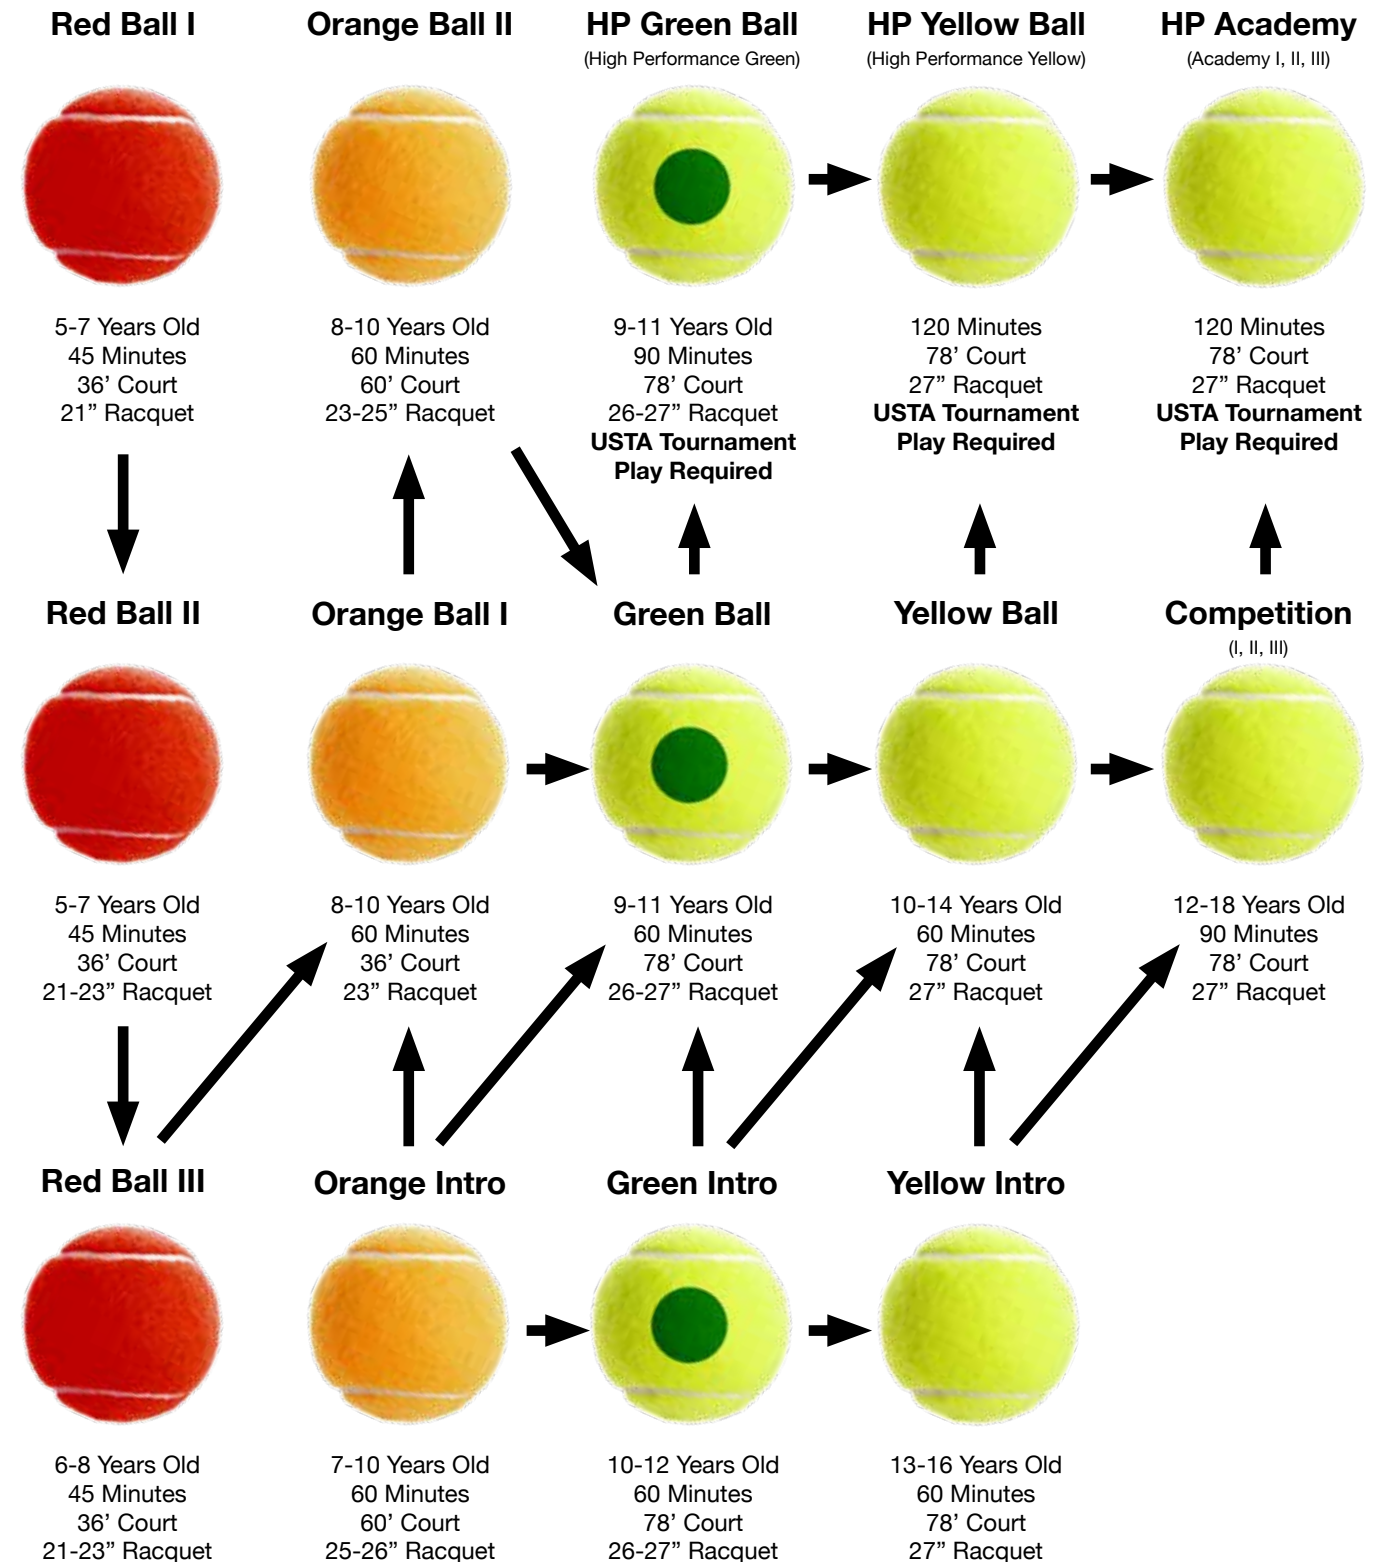 Red Ball I
5-7 Years Old
45 Minutes
36’ Court
21” Racquet
Orange Ball II
8-10 Years Old
60 Minutes
60’ Court
23-25” Racquet
HP Green Ball
(High Performance Green)
9-11 Years Old
90 Minutes
78’ Court
26-27” Racquet
USTA Tournament
Play Required
HP Yellow Ball
(High Performance Yellow)
120 Minutes
78’ Court
27” Racquet
USTA Tournament
Play Required
HP Academy
(Academy I, II, III)
120 Minutes
78’ Court
27” Racquet
USTA Tournament
Play Required
Red Ball II
5-7 Years Old
45 Minutes
36’ Court
21-23” Racquet
Orange Ball I
8-10 Years Old
60 Minutes
36’ Court
23” Racquet
Green Ball
9-11 Years Old
60 Minutes
78’ Court
26-27” Racquet
Yellow Ball
10-14 Years Old
60 Minutes
78’ Court
27” Racquet
Competition
(I, II, III)
12-18 Years Old
90 Minutes
78’ Court
27” Racquet
Red Ball III
6-8 Years Old
45 Minutes
36’ Court
21-23” Racquet
Orange Intro
7-10 Years Old
60 Minutes
60’ Court
25-26” Racquet
Green Intro
10-12 Years Old
60 Minutes
78’ Court
26-27” Racquet
Yellow Intro
13-16 Years Old
60 Minutes
78’ Court
27” Racquet